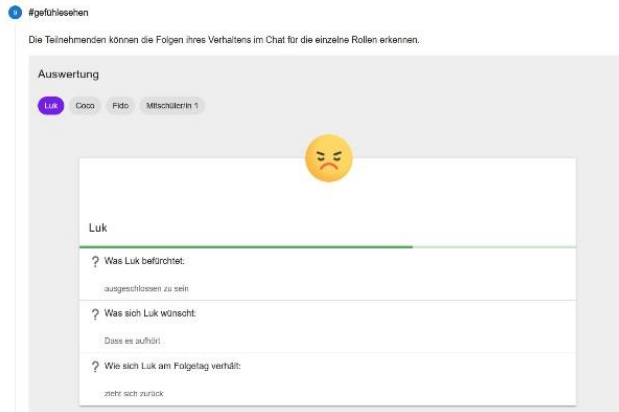 9 #gefühlesehen
Die Teilnehmenden können die Folgen ihres Verhaltens im Chat für die einzelne Rollen erkennen.
Auswertung
Luk Coco Fido Mitschüler/in 1
Luk
? Was Luk befürchtet:
ausgeschlossen zu sein
? Was sich Luk wünscht:
Dass es aufhört
? Wie sich Luk am Folgetag verhält:
zieht sich zurück